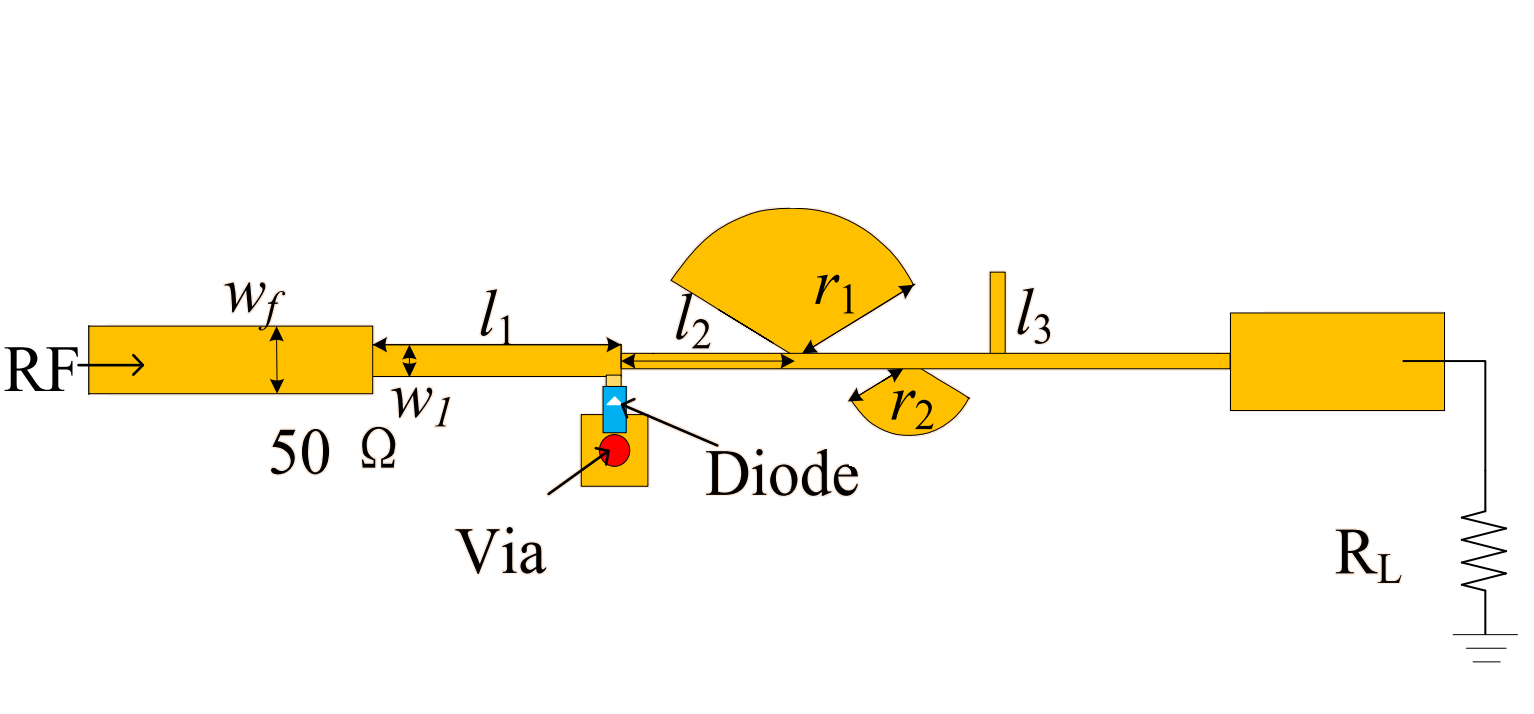 w_f
l_1
r_1
l_2
l_3
RF
w_1
r_2
50 Ω
Diode
Via
R_L